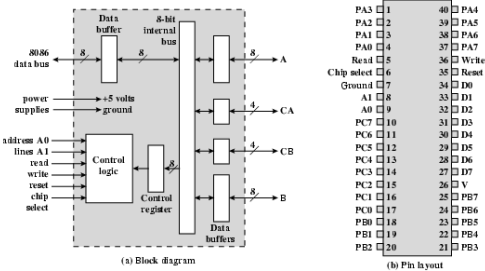 Data
buffer
8-bit
internal
bus
8086
data bus
8
8
8
A
power
supplies
+5 volts
ground
4
CA
address A0
lines A1
read
write
reset
chip
select
Control
logic
8
Control
register
4
CB
8
B
Data
buffers
(a) Block diagram
PA3 1 40 PA4
PA2 2 39 PA5
PA1 3 38 PA6
PA0 4 37 PA7
Read 5 36 Write
Chip select 6 35 Reset
Ground 7 34 D0
A1 8 33 D1
A0 9 32 D2
PC7 10 31 D3
PC6 11 30 D4
PC5 12 29 D5
PC4 13 28 D6
PC3 14 27 D7
PC2 15 26 V
PC1 16 25 PB7
PC0 17 24 PB6
PB0 18 23 PB5
PB1 19 22 PB4
PB2 20 21 PB3
(b) Pin layout